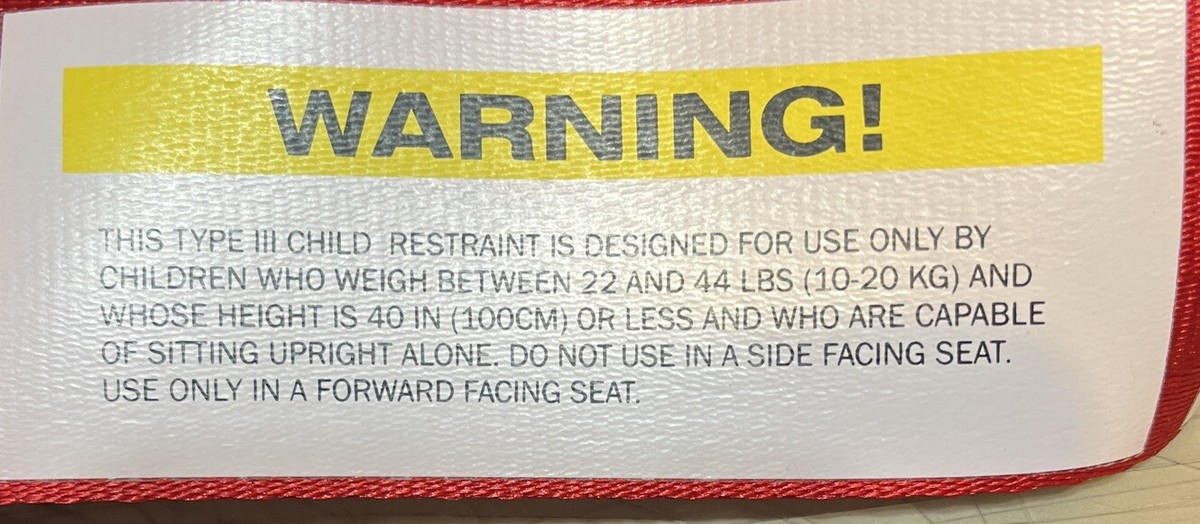 WARNING!
THIS TYPE III CHILD RESTRAINT IS DESIGNED FOR USE ONLY BY
CHILDREN WHO WEIGH BETWEEN 22 AND 44 LBS (10-20 KG) AND
WHOSE HEIGHT IS 40 IN (100CM) OR LESS AND WHO ARE CAPABLE
OF SITTING UPRIGHT ALONE. DO NOT USE IN A SIDE FACING SEAT.
USE ONLY IN A FORWARD FACING SEAT.